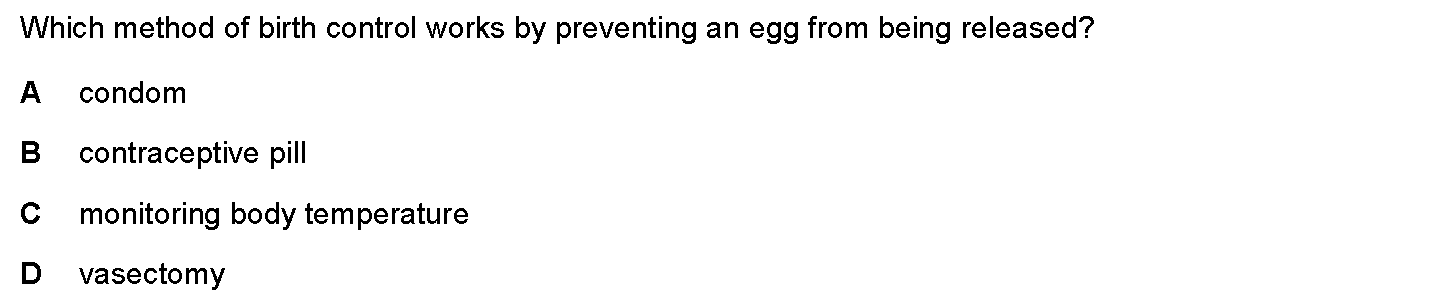 Which method of birth control works by preventing an egg from being released?
A condom
B contraceptive pill
C monitoring body temperature
D vasectomy